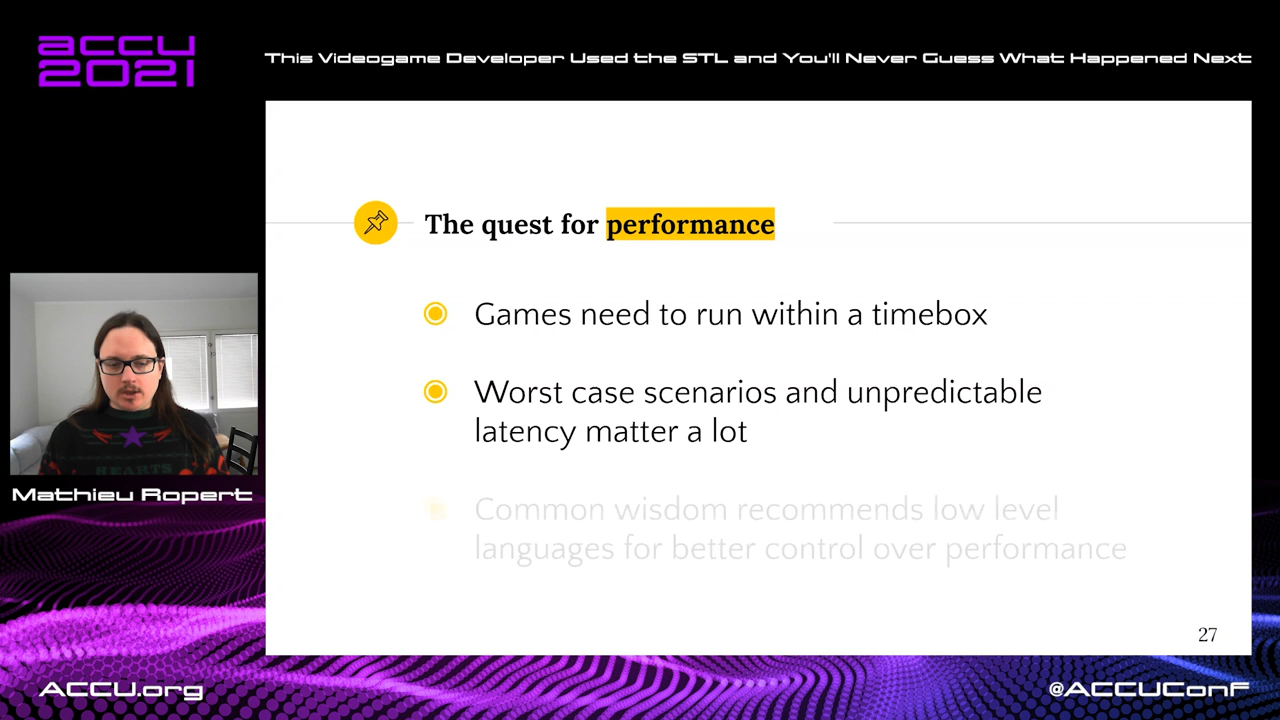 accu
2021
This Videogame Developer Used the STL and You'll Never Guess What Happened Next
The quest for performance
Games need to run within a timebox
Worst case scenarios and unpredictable
latency matter a lot
Common wisdom recommends low level
languages for better control over performance
27
HEARTS
Mathieu Ropert
ACCU.org
@ACCUConf